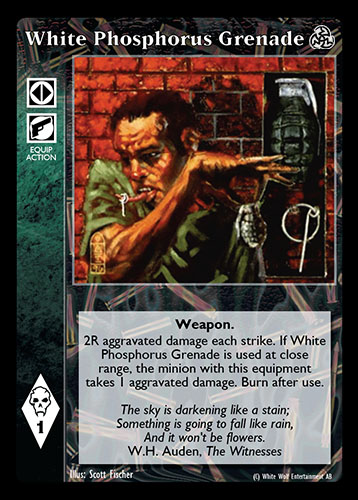 White Phosphorus Grenade
EQUIP
ACTION
Weapon.
2R aggravated damage each strike. If White
Phosphorus Grenade is used at close
range, the minion with this equipment
takes 1 aggravated damage. Burn after use.
The sky is darkening like a stain;
Something is going to fall like rain,
And it won't be flowers.
W.H. Auden, The Witnesses
1
Illus: Scott Fischer
(C) White Wolf Entertainment AB